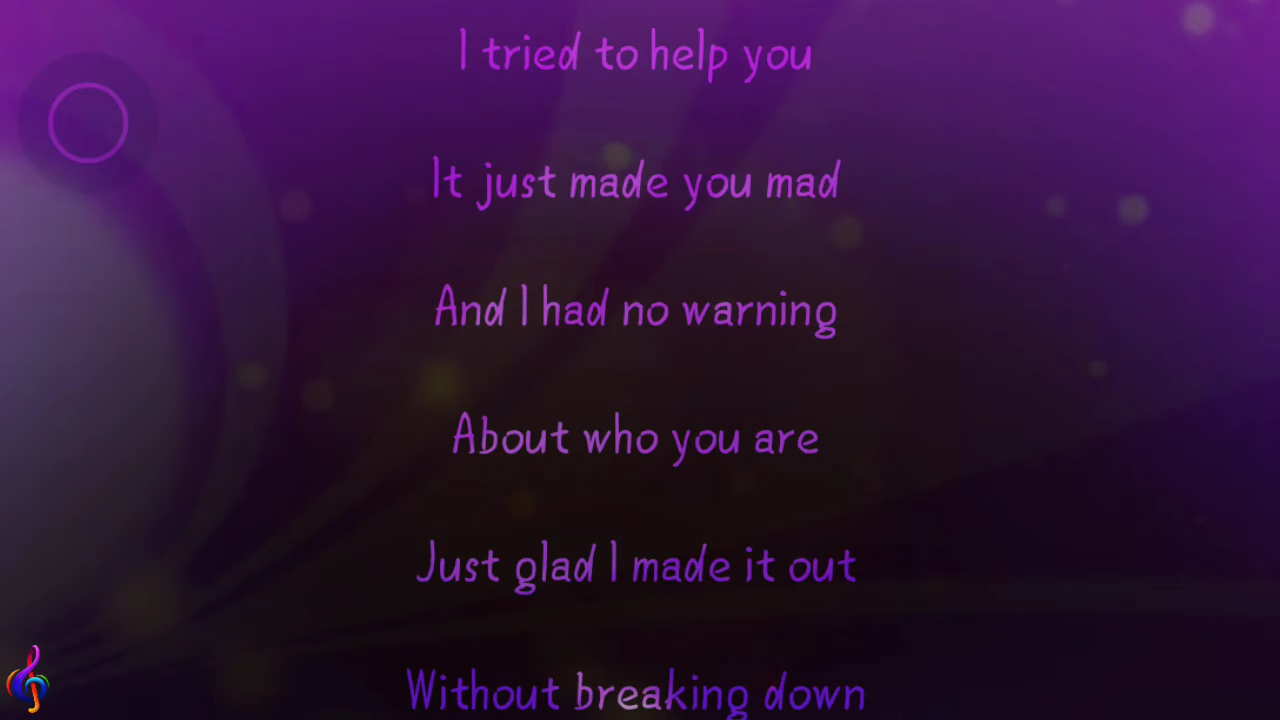 I tried to help you
It just made you mad
And I had no warning
About who you are
Just glad I made it out
Without breaking down